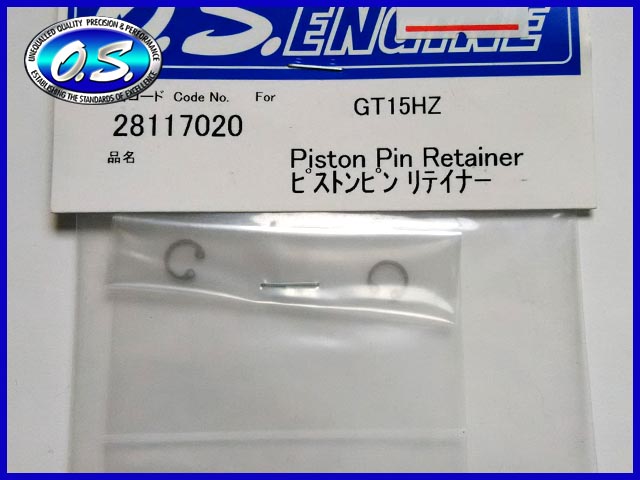 O.S. ENGINE
UNEQUALLED QUALITY PRECISION & PERFORMANCE
O.S.
ESTABLISHING THE STANDARDS OF EXCELLENCE
コード Code No. For
GT15HZ
28117020
品名
Piston Pin Retainer
ピストンピン リテイナー